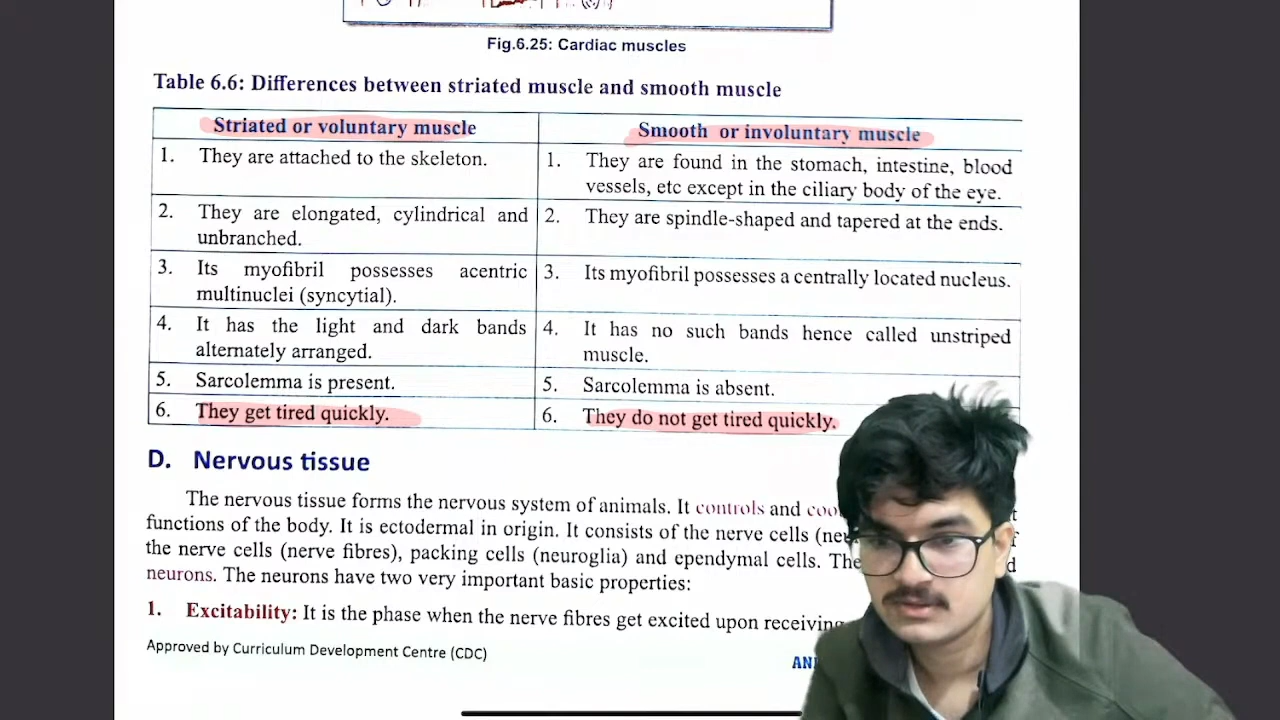 Fig.6.25: Cardiac muscles
Table 6.6: Differences between striated muscle and smooth muscle
Striated or voluntary muscle
Smooth or involuntary muscle
1. They are attached to the skeleton.
1. They are found in the stomach, intestine, blood
vessels, etc except in the ciliary body of the eye.
2. They are elongated, cylindrical and
unbranched.
2. They are spindle-shaped and tapered at the ends.
3. Its myofibril possesses acentric
multinuclei (syncytial).
3. Its myofibril possesses a centrally located nucleus.
4. It has the light and dark bands
alternately arranged.
4. It has no such bands hence called unstriped
muscle.
5. Sarcolemma is present.
5. Sarcolemma is absent.
6. They get tired quickly.
6. They do not get tired quickly.
D. Nervous tissue
The nervous tissue forms the nervous system of animals. It controls and
functions of the body. It is ectodermal in origin. It consists of the nerve cells
the nerve cells (nerve fibres), packing cells (neuroglia) and ependymal cells.
neurons. The neurons have two very important basic properties:
1. Excitability: It is the phase when the nerve fibres get excited upon receiving
Approved by Curriculum Development Centre (CDC)